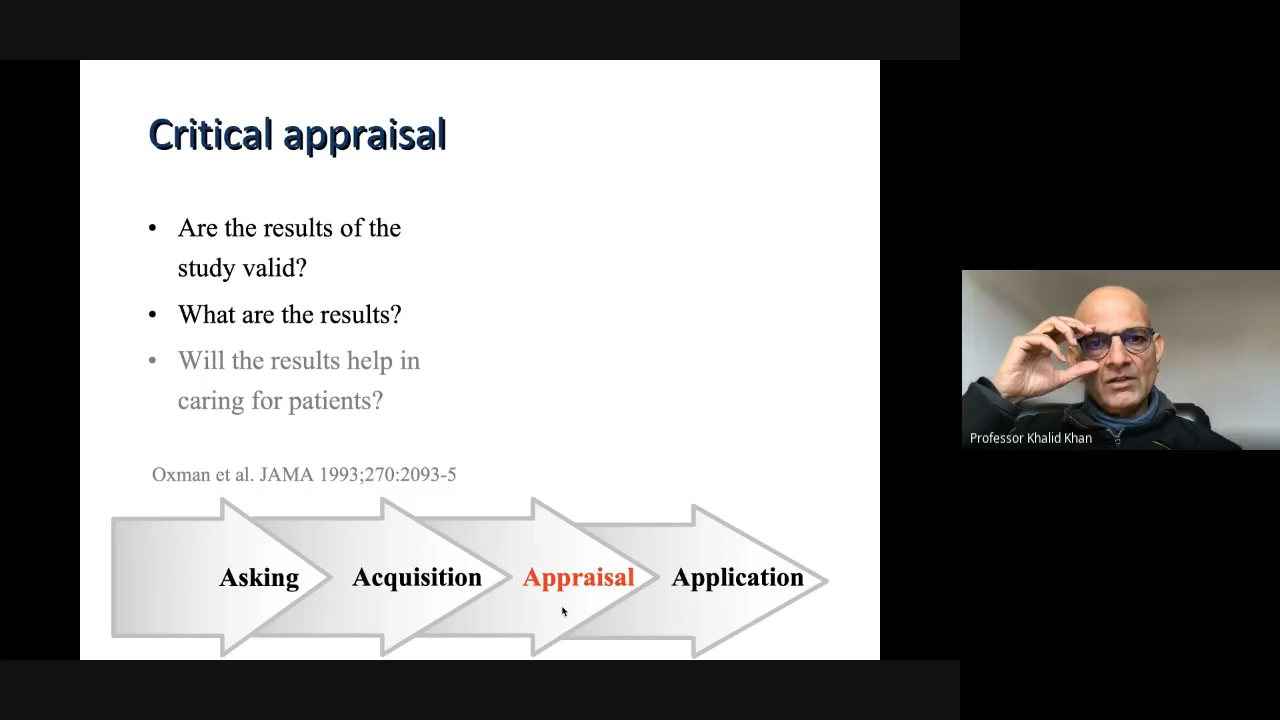 Critical appraisal
• Are the results of the
study valid?
• What are the results?
• Will the results help in
caring for patients?
Oxman et al. JAMA 1993;270:2093-5
Asking
Acquisition
Appraisal
Application
Professor Khalid Khan